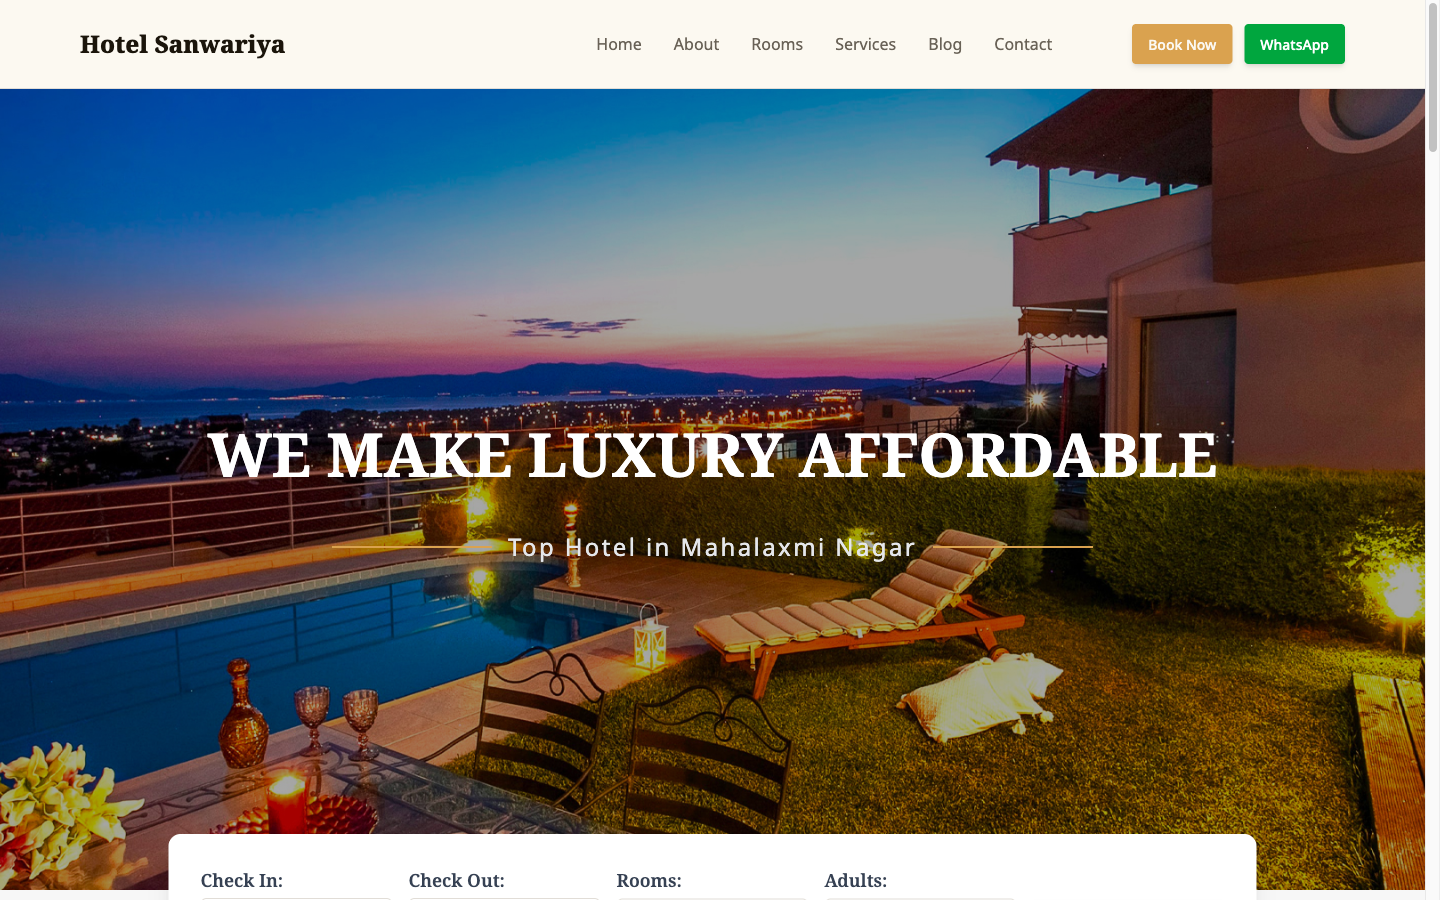 Hotel Sanwariya
Home About Rooms Services Blog Contact Book Now WhatsApp
WE MAKE LUXURY AFFORDABLE
Top Hotel in Mahalaxmi Nagar
Check In: Check Out: Rooms: Adults: